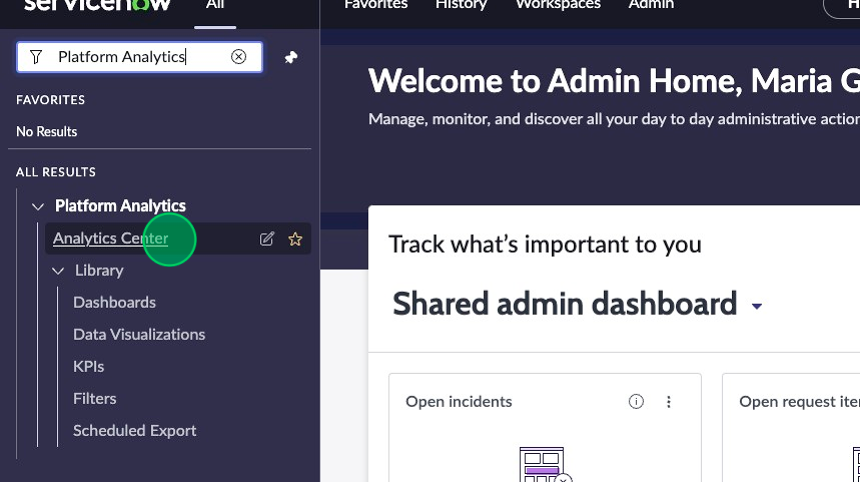 servicenow
All
Favorites
History
Workspaces
Admin
Platform Analytics
FAVORITES
No Results
ALL RESULTS
Platform Analytics
Analytics Center
Library
Dashboards
Data Visualizations
KPIs
Filters
Scheduled Export
Welcome to Admin Home, Maria G
Manage, monitor, and discover all your day to day administrative action
Track what's important to you
Shared admin dashboard
Open incidents
Open request